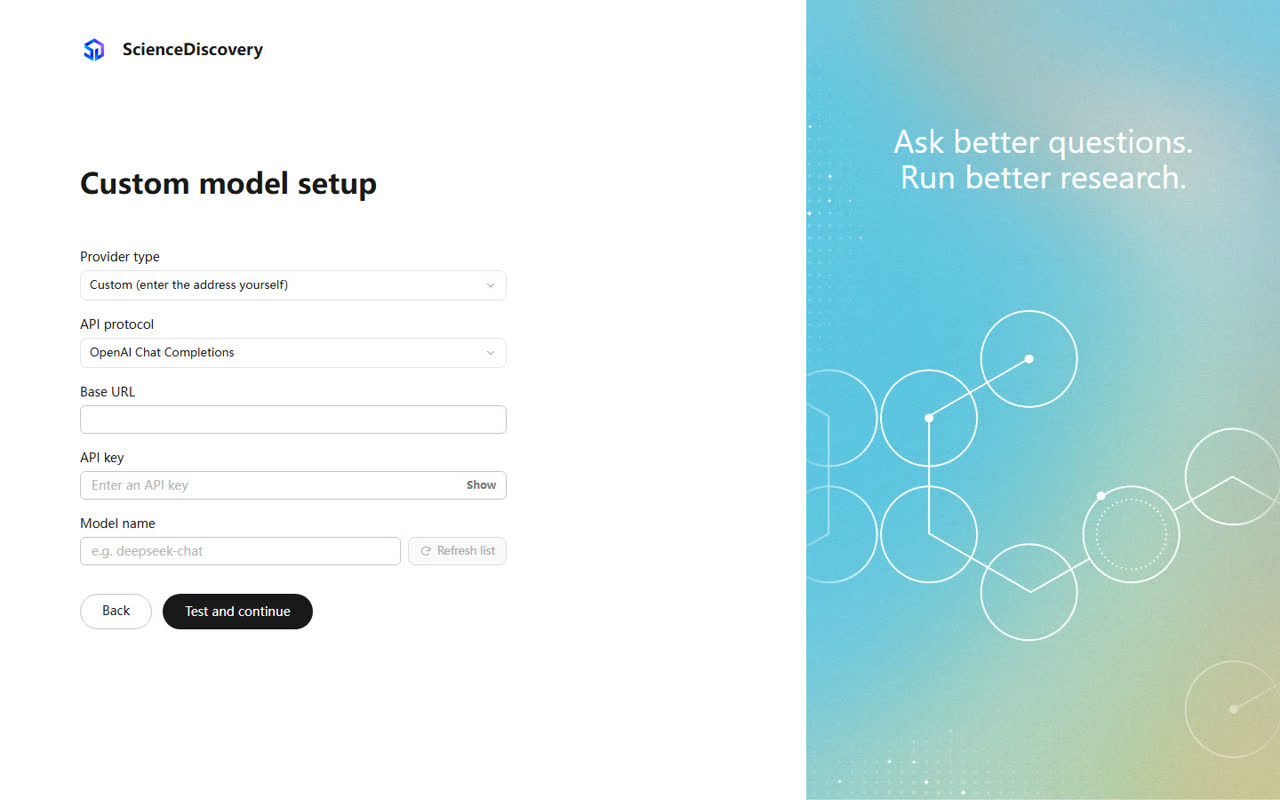 ScienceDiscovery
Custom model setup
Provider type
Custom (enter the address yourself)
API protocol
OpenAI Chat Completions
Base URL
API key
Enter an API key
Show
Model name
e.g. deepseek-chat
Refresh list
Back
Test and continue
Ask better questions.
Run better research.